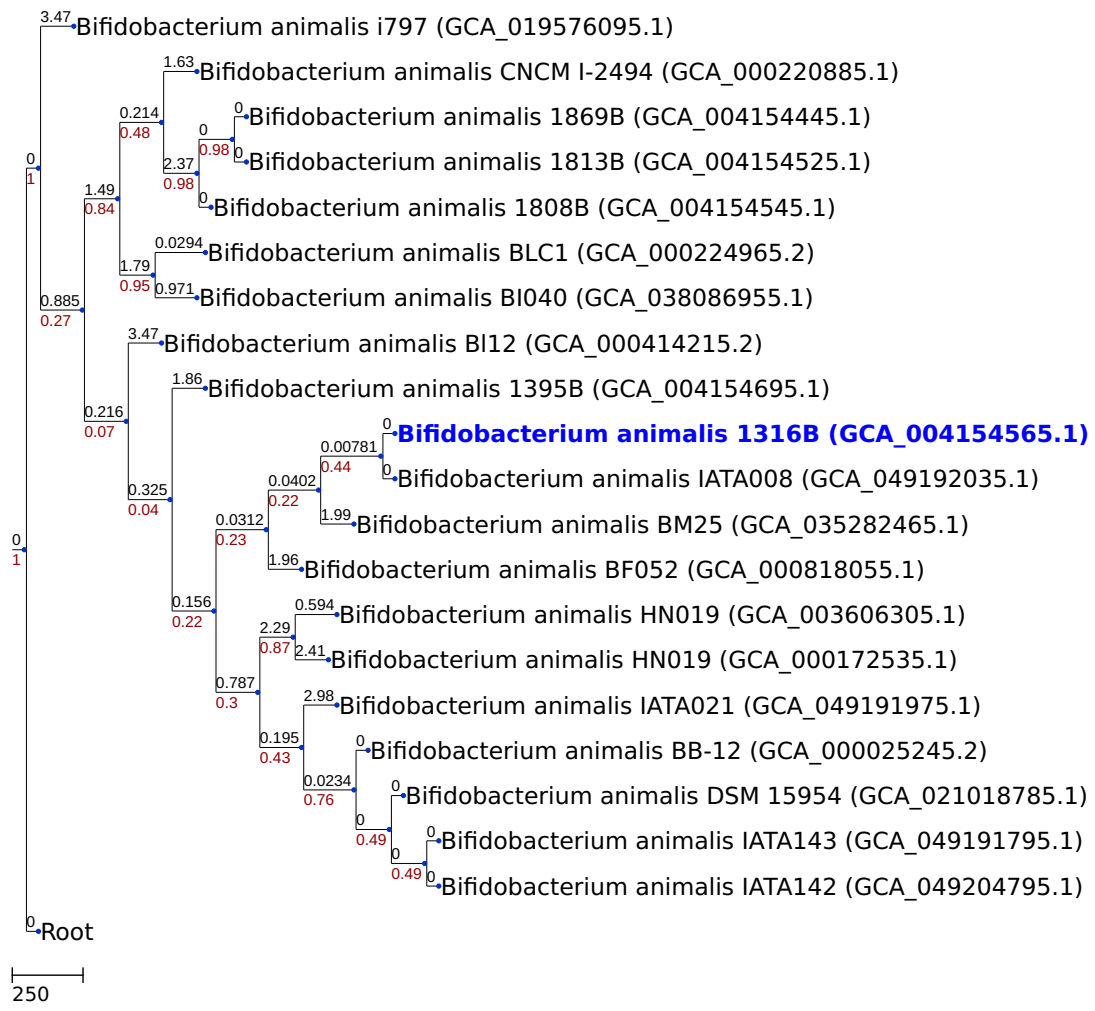 3.47
Bifidobacterium animalis i797 (GCA_019576095.1)
1.63
Bifidobacterium animalis CNCM I-2494 (GCA_000220885.1)
0.214
0.48
0
Bifidobacterium animalis 1869B (GCA_004154445.1)
0
0.98
0
Bifidobacterium animalis 1813B (GCA_004154525.1)
2.37
0.98
0
1
1.49
0.84
0
Bifidobacterium animalis 1808B (GCA_004154545.1)
0.0294
Bifidobacterium animalis BLC1 (GCA_000224965.2)
1.79
0.95
0.971
Bifidobacterium animalis BI040 (GCA_038086955.1)
0.885
0.27
3.47
Bifidobacterium animalis Bl12 (GCA_000414215.2)
1.86
Bifidobacterium animalis 1395B (GCA_004154695.1)
0.216
0.07
0
Bifidobacterium animalis 1316B (GCA_004154565.1)
0.00781
0.44
0
Bifidobacterium animalis IATA008 (GCA_049192035.1)
0.0402
0.22
0.325
0.04
1.99
Bifidobacterium animalis BM25 (GCA_035282465.1)
0.0312
0.23
0
1
1.96
Bifidobacterium animalis BF052 (GCA_000818055.1)
0.156
0.22
0.594
Bifidobacterium animalis HN019 (GCA_003606305.1)
2.29
0.87
2.41
Bifidobacterium animalis HN019 (GCA_000172535.1)
0.787
0.3
2.98
Bifidobacterium animalis IATA021 (GCA_049191975.1)
0.195
0.43
0
Bifidobacterium animalis BB-12 (GCA_000025245.2)
0.0234
0.76
0
Bifidobacterium animalis DSM 15954 (GCA_021018785.1)
0
0.49
0
Bifidobacterium animalis IATA143 (GCA_049191795.1)
0
0.49
0
Bifidobacterium animalis IATA142 (GCA_049204795.1)
0
Root
250